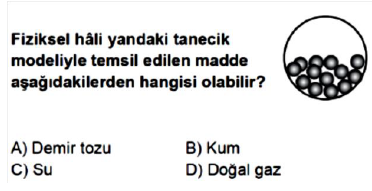 Fiziksel hâli yandaki tanecik
modeliyle temsil edilen madde
aşağıdakilerden hangisi olabilir?
A) Demir tozu B) Kum
C) Su D) Doğal gaz